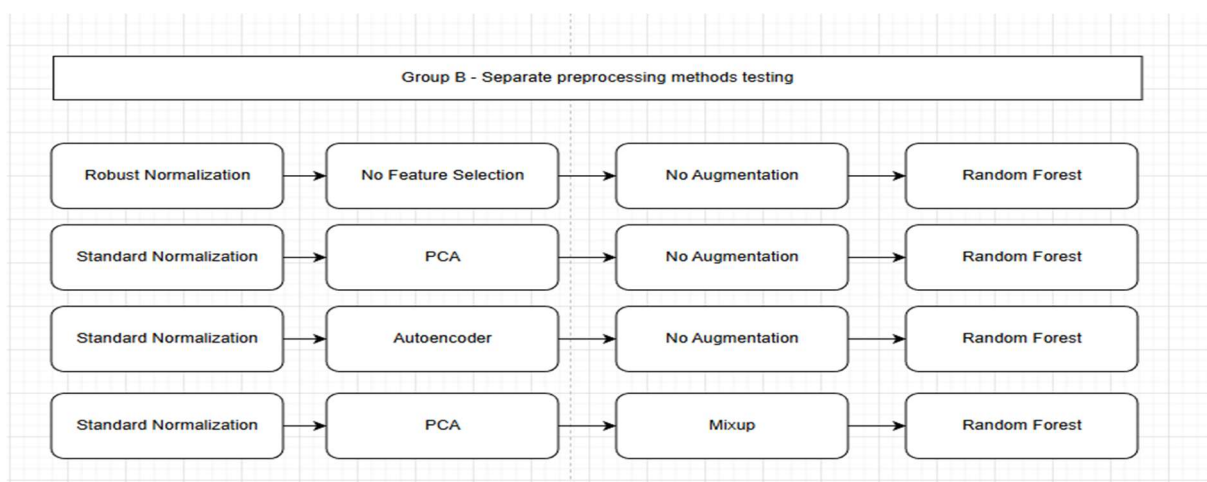 Group B - Separate preprocessing methods testing
Robust Normalization
No Feature Selection
No Augmentation
Random Forest
Standard Normalization
PCA
No Augmentation
Random Forest
Standard Normalization
Autoencoder
No Augmentation
Random Forest
Standard Normalization
PCA
Mixup
Random Forest